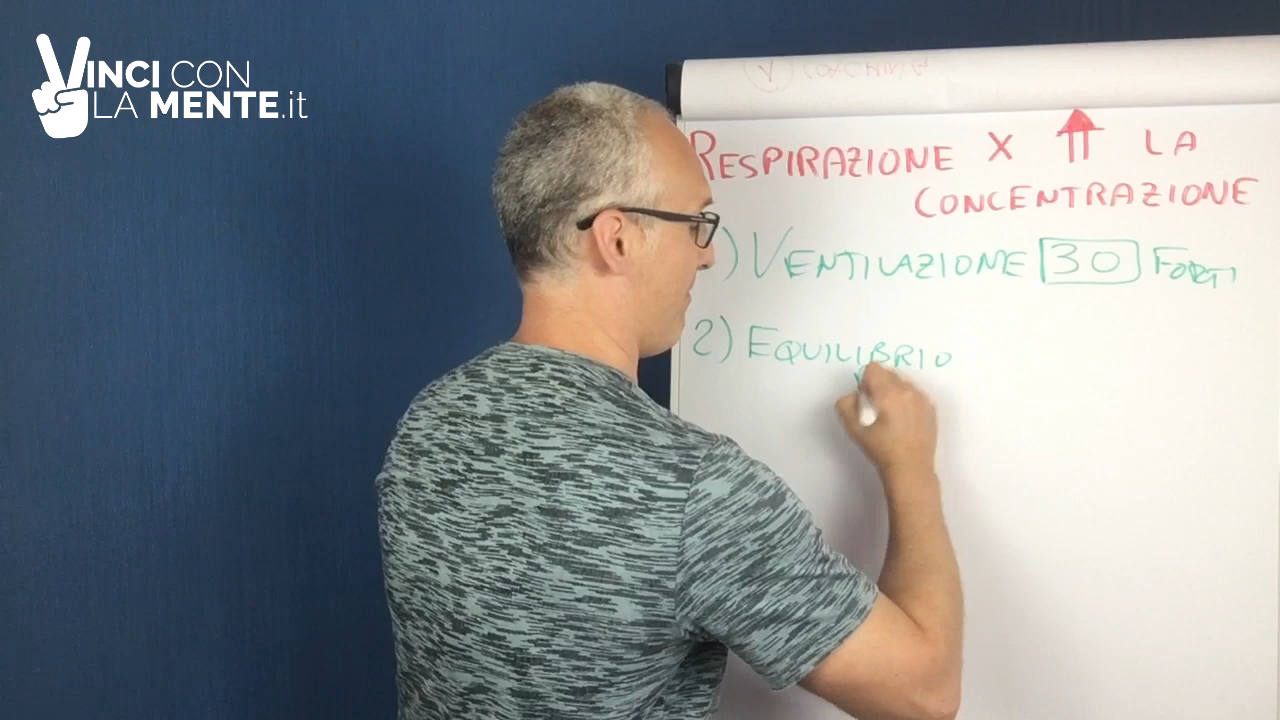 VINCI CON
LA MENTE.it
RESPIRAZIONE X ⇑ LA
CONCENTRAZIONE
) VENTILAZIONE 30 FORTI
2) EQUILIBRIO